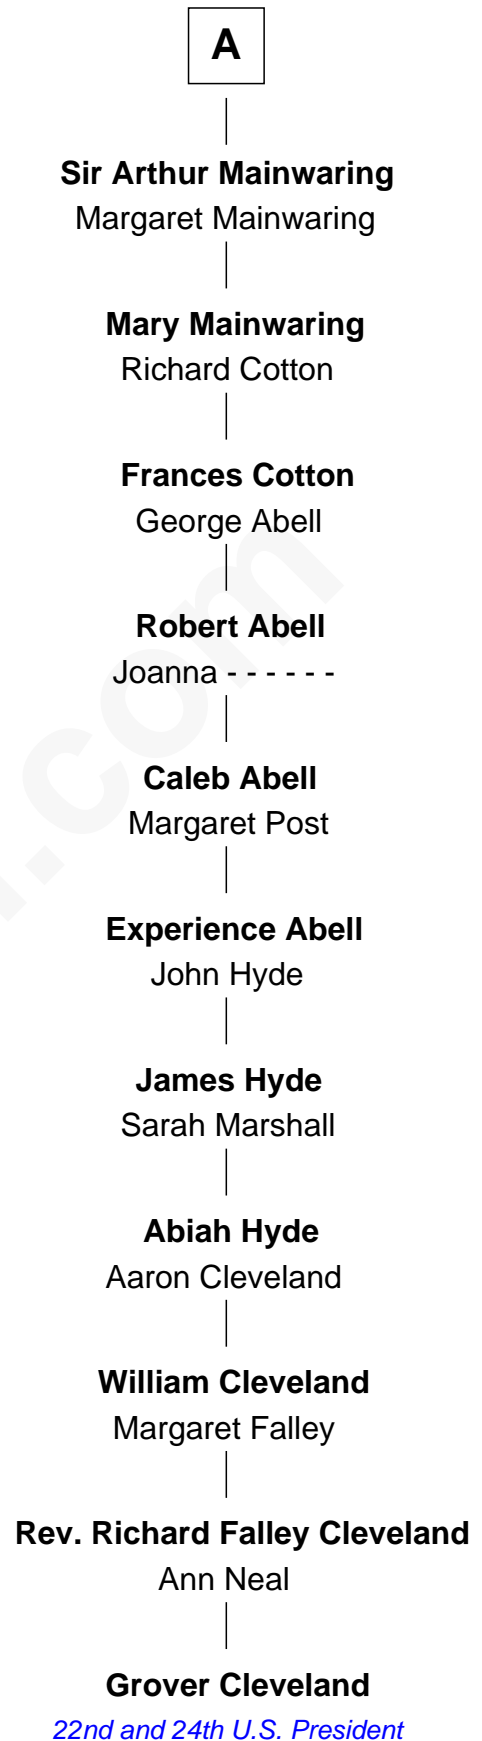 A
Sir Arthur Mainwaring
Margaret Mainwaring
Mary Mainwaring
Richard Cotton
Frances Cotton
George Abell
Robert Abell
Joanna - - - - - -
Caleb Abell
Margaret Post
Experience Abell
John Hyde
James Hyde
Sarah Marshall
Abiah Hyde
Aaron Cleveland
William Cleveland
Margaret Falley
Rev. Richard Falley Cleveland
Ann Neal
Grover Cleveland
22nd and 24th U.S. President